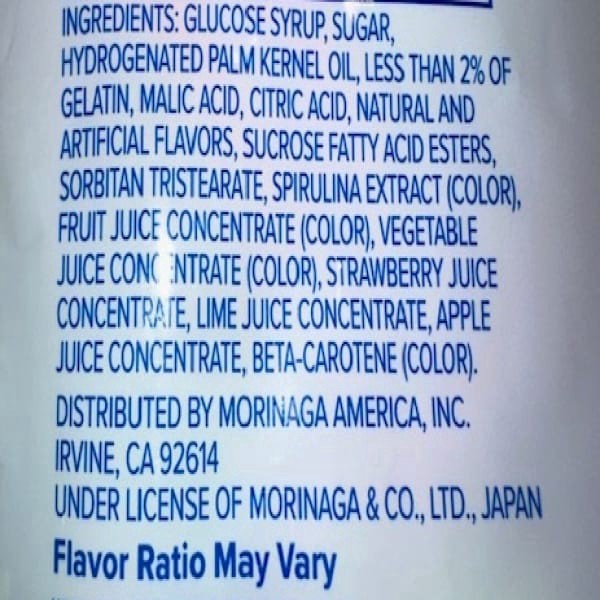 INGREDIENTS: GLUCOSE SYRUP, SUGAR,
HYDROGENATED PALM KERNEL OIL, LESS THAN 2% OF
GELATIN, MALIC ACID, CITRIC ACID, NATURAL AND
ARTIFICIAL FLAVORS, SUCROSE FATTY ACID ESTERS,
SORBITAN TRISTEARATE, SPIRULINA EXTRACT (COLOR),
FRUIT JUICE CONCENTRATE (COLOR), VEGETABLE
JUICE CONCENTRATE (COLOR), STRAWBERRY JUICE
CONCENTRATE, LIME JUICE CONCENTRATE, APPLE
JUICE CONCENTRATE, BETA-CAROTENE (COLOR).
DISTRIBUTED BY MORINAGA AMERICA, INC.
IRVINE, CA 92614
UNDER LICENSE OF MORINAGA & CO., LTD., JAPAN
Flavor Ratio May Vary